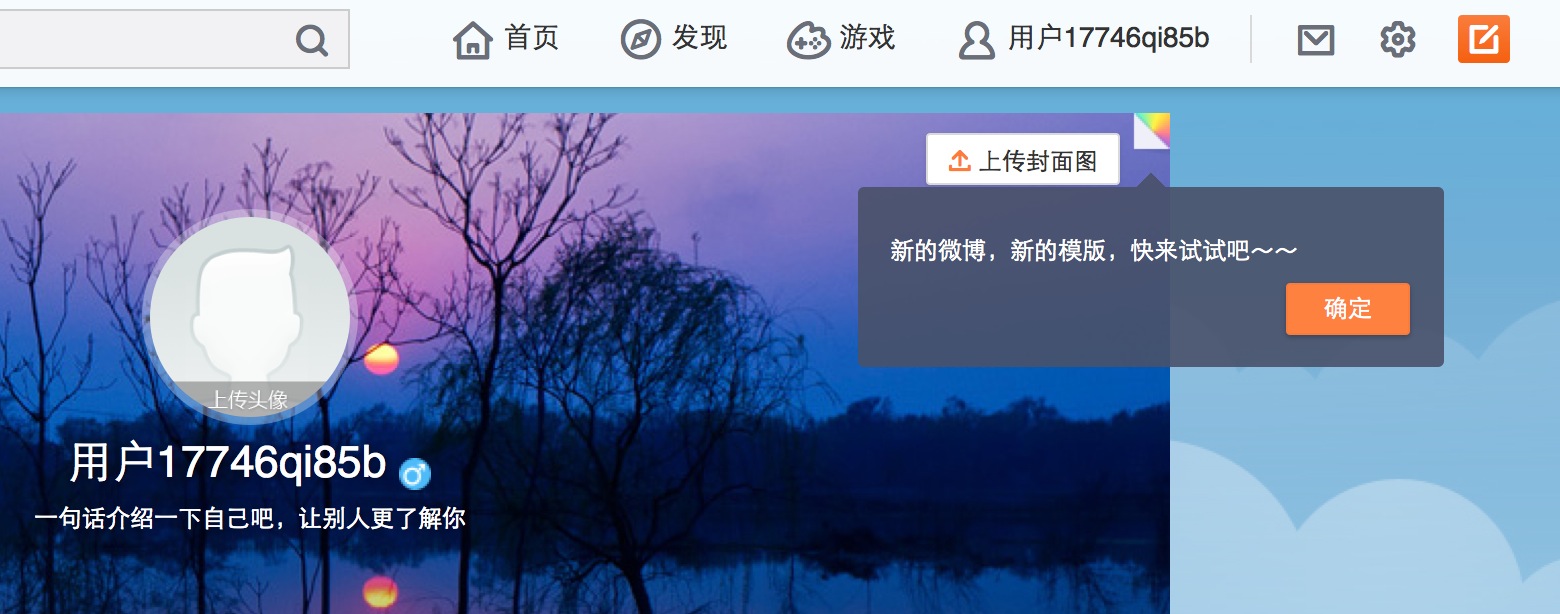 首页 发现 游戏 用户17746qi85b
上传封面图
新的微博，新的模版，快来试试吧～～
确定
上传头像
用户17746qi85b
一句话介绍一下自己吧，让别人更了解你